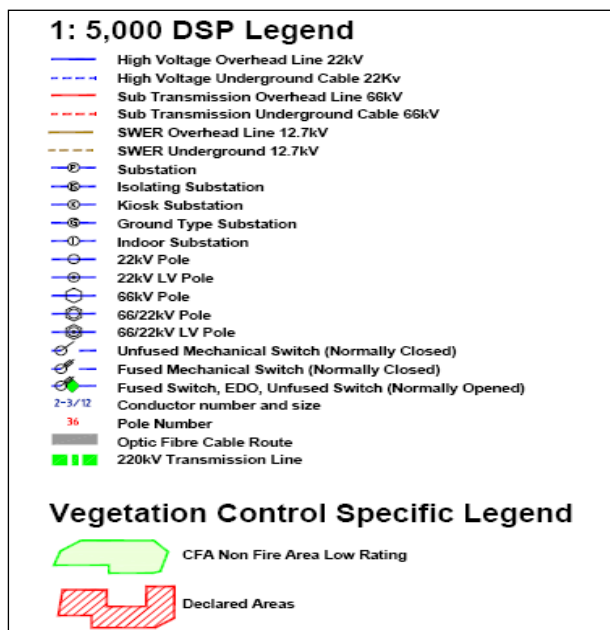 1: 5,000 DSP Legend
High Voltage Overhead Line 22kV
High Voltage Underground Cable 22Kv
Sub Transmission Overhead Line 66kV
Sub Transmission Underground Cable 66kV
SWER Overhead Line 12.7kV
SWER Underground 12.7kV
P Substation
Isolating Substation
K Kiosk Substation
G Ground Type Substation
I Indoor Substation
22kV Pole
22kV LV Pole
66kV Pole
66/22kV Pole
66/22kV LV Pole
Unfused Mechanical Switch (Normally Closed)
Fused Mechanical Switch (Normally Closed)
Fused Switch, EDO, Unfused Switch (Normally Opened)
2-3/12 Conductor number and size
36 Pole Number
Optic Fibre Cable Route
220kV Transmission Line
Vegetation Control Specific Legend
CFA Non Fire Area Low Rating
Declared Areas